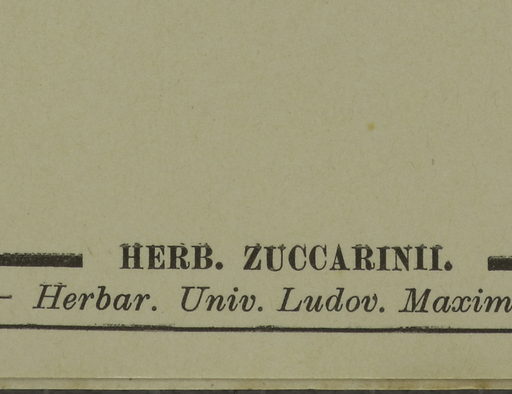 HERB. ZUCCARINII.
— Herbar. Univ. Ludov. Maxim